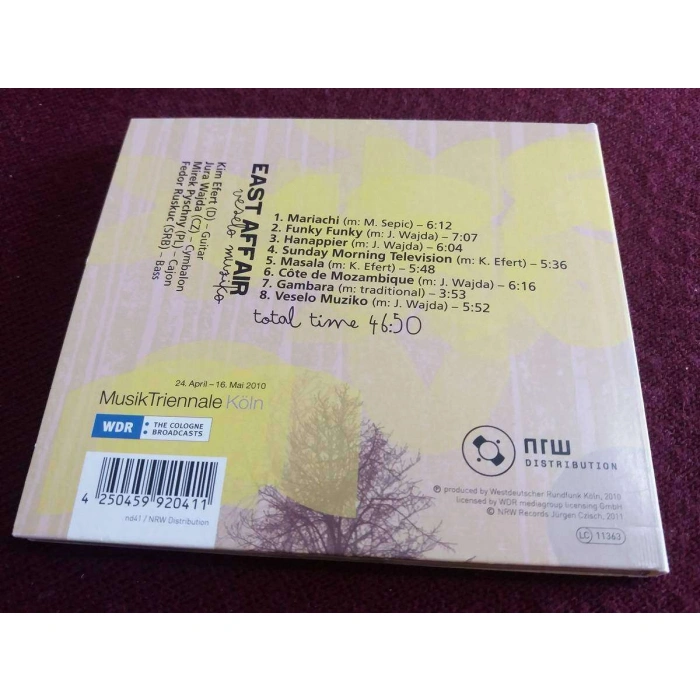 EAST AFFAIR
veselo muziko
Kim Efert (D) – Guitar
Jura Wajda (CZ) – Cymbalon
Mirek Pyschny (PL) – Cajon
Fedor Ruskuc (SRB) – Bass
1. Mariachi (m: M. Sepic) – 6:12
2. Funky Funky (m: J. Wajda) – 7:07
3. Hanappier (m: J. Wajda) – 6:04
4. Sunday Morning Television (m: K. Efert) – 5:36
5. Masala (m: K. Efert) – 5:48
6. Côte de Mozambique (m: J. Wajda) – 6:16
7. Gambara (m: traditional) – 3:53
8. Veselo Muziko (m: J. Wajda) – 5:52
total time 46:50
24. April – 16. Mai 2010
MusikTriennale Köln
WDR THE COLOGNE
BROADCASTS
4 250459 920411
nd41 / NRW Distribution
nrw
DISTRIBUTION
℗ produced by Westdeutscher Rundfunk Köln, 2010
licensed by WDR mediagroup licensing GmbH
© NRW Records Jürgen Czisch, 2011
LC 11363